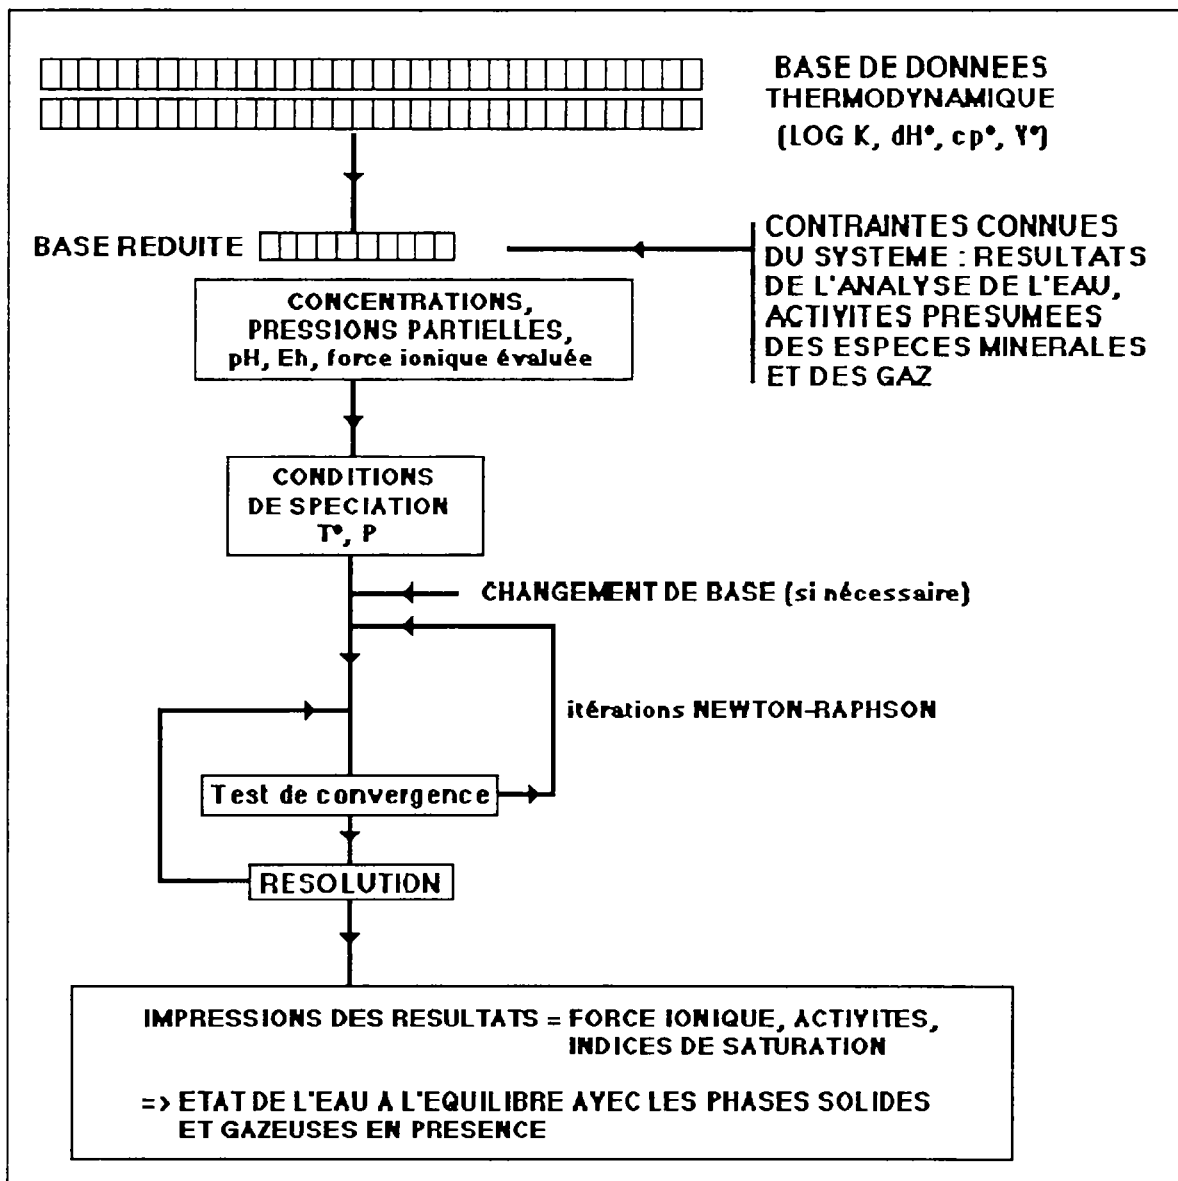 BASE DE DONNEES
THERMODYNAMIQUE
(LOG K, dH°, cp°, V°)
BASE REDUITE
CONTRAINTES CONNUES
DU SYSTEME : RESULTATS
DE L'ANALYSE DE L'EAU,
ACTIVITES PRESUMEES
DES ESPECES MINERALES
ET DES GAZ
CONCENTRATIONS,
PRESSIONS PARTIELLES,
pH, Eh, force ionique évaluée
CONDITIONS
DE SPECIATION
T°, P
CHANGEMENT DE BASE (si nécessaire)
itérations NEWTON-RAPHSON
Test de convergence
RESOLUTION
IMPRESSIONS DES RESULTATS = FORCE IONIQUE, ACTIVITES,
INDICES DE SATURATION
=> ETAT DE L'EAU A L'EQUILIBRE AVEC LES PHASES SOLIDES
ET GAZEUSES EN PRESENCE